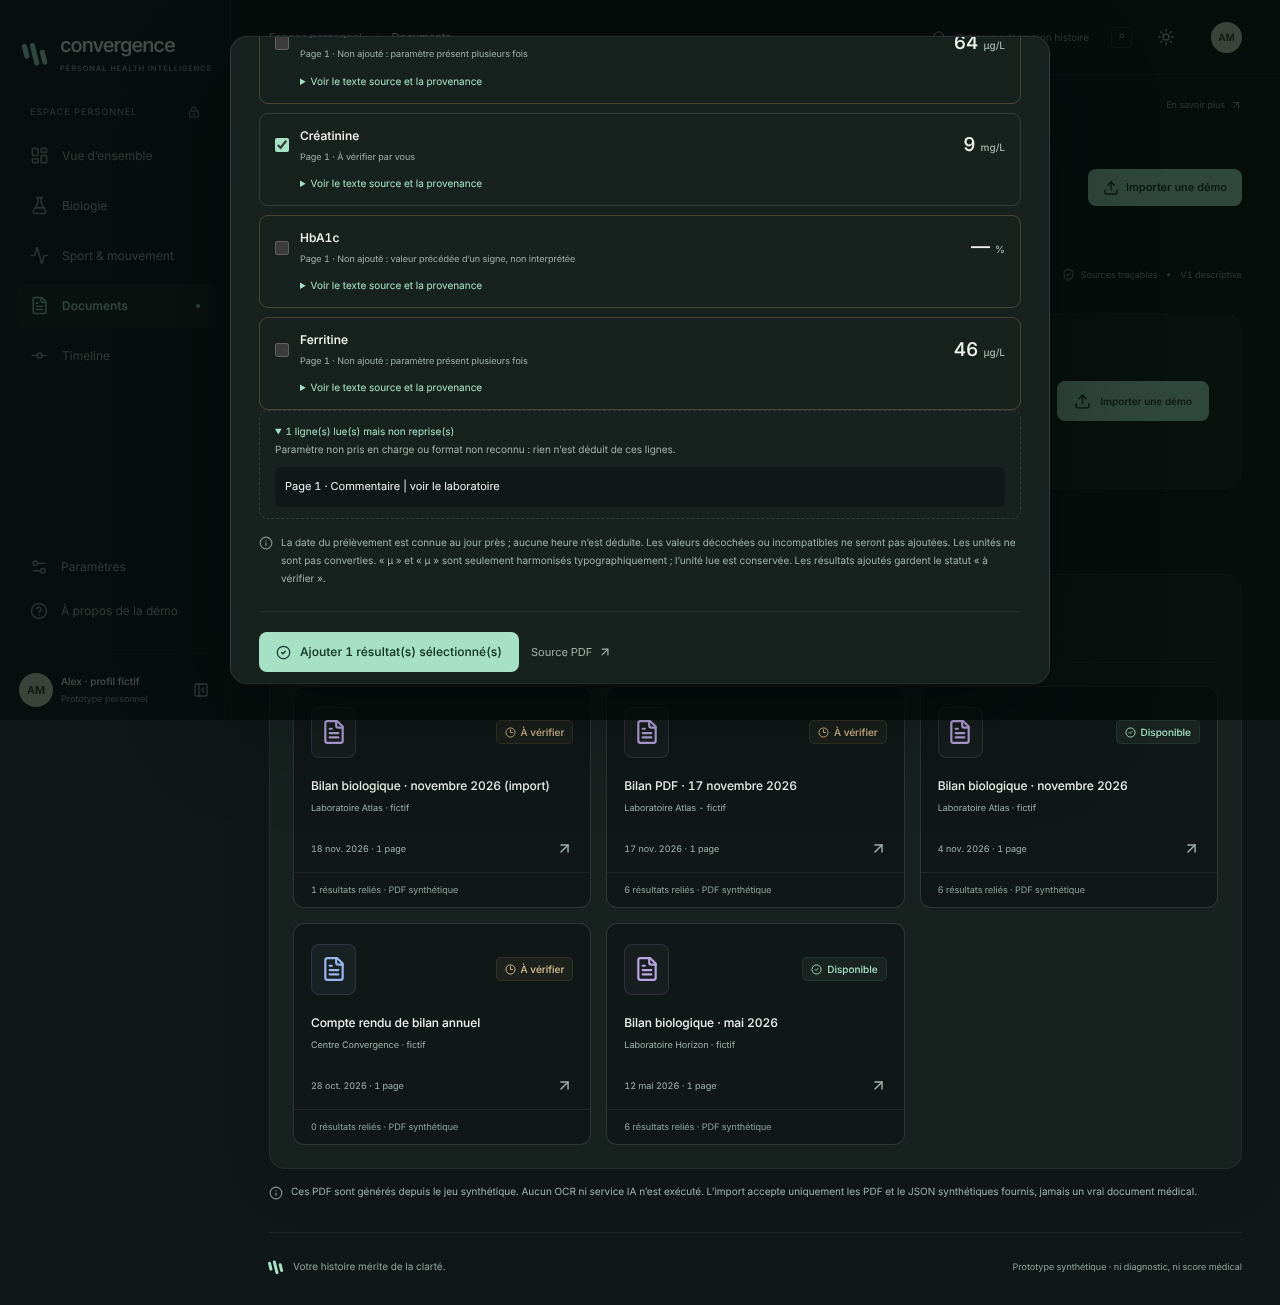 convergence
PERSONAL HEALTH INTELLIGENCE
mon histoire
AM
ESPACE PERSONNEL
Vue d’ensemble
Biologie
Sport & mouvement
Documents
Timeline
Paramètres
À propos de la démo
AM
Alex · profil fictif
Prototype personnel
En savoir plus
Importer une démo
Sources traçables • V1 descriptive
Importer une démo
64 µg/L
Page 1 · Non ajouté : paramètre présent plusieurs fois
Voir le texte source et la provenance
Créatinine
9 mg/L
Page 1 · À vérifier par vous
Voir le texte source et la provenance
HbA1c
— %
Page 1 · Non ajouté : valeur précédée d’un signe, non interprétée
Voir le texte source et la provenance
Ferritine
46 µg/L
Page 1 · Non ajouté : paramètre présent plusieurs fois
Voir le texte source et la provenance
1 ligne(s) lue(s) mais non reprise(s)
Paramètre non pris en charge ou format non reconnu : rien n’est déduit de ces lignes.
Page 1 · Commentaire | voir le laboratoire
La date du prélèvement est connue au jour près ; aucune heure n’est déduite. Les valeurs décochées ou incompatibles ne seront pas ajoutées. Les unités ne
sont pas converties. « µ » et « μ » sont seulement harmonisés typographiquement ; l’unité lue est conservée. Les résultats ajoutés gardent le statut « à
vérifier ».
Ajouter 1 résultat(s) sélectionné(s)
Source PDF
À vérifier
Bilan biologique · novembre 2026 (import)
Laboratoire Atlas · fictif
18 nov. 2026 · 1 page
1 résultats reliés · PDF synthétique
À vérifier
Bilan PDF · 17 novembre 2026
Laboratoire Atlas - fictif
17 nov. 2026 · 1 page
6 résultats reliés · PDF synthétique
Disponible
Bilan biologique · novembre 2026
Laboratoire Atlas · fictif
4 nov. 2026 · 1 page
6 résultats reliés · PDF synthétique
À vérifier
Compte rendu de bilan annuel
Centre Convergence · fictif
28 oct. 2026 · 1 page
0 résultats reliés · PDF synthétique
Disponible
Bilan biologique · mai 2026
Laboratoire Horizon · fictif
12 mai 2026 · 1 page
6 résultats reliés · PDF synthétique
Ces PDF sont générés depuis le jeu synthétique. Aucun OCR ni service IA n’est exécuté. L’import accepte uniquement les PDF et le JSON synthétiques fournis, jamais un vrai document médical.
Votre histoire mérite de la clarté.
Prototype synthétique · ni diagnostic, ni score médical